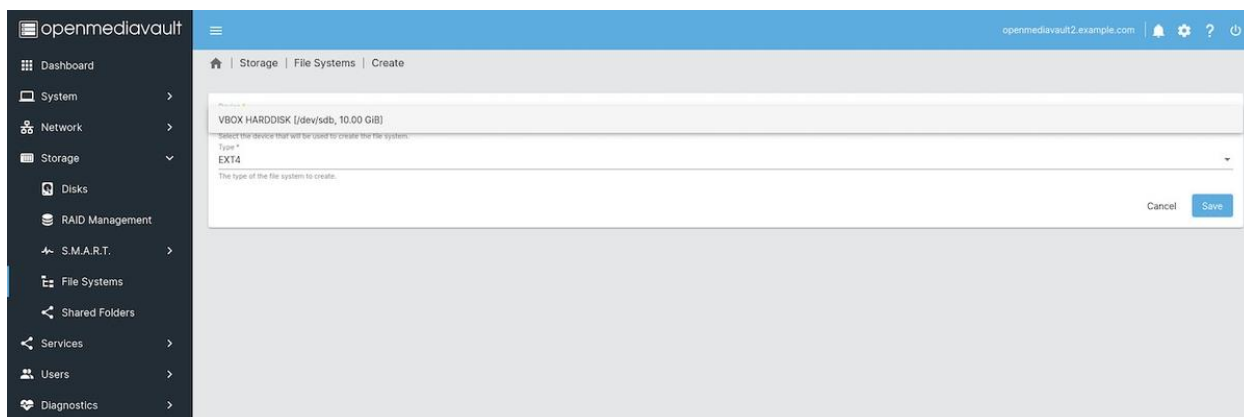 openmediavault
openmediavault2.example.com
Dashboard
Storage | File Systems | Create
System
Network
VBOX HARDDISK [/dev/sdb, 10.00 GiB]
Select the device that will be used to create the file system.
Type *
EXT4
The type of the file system to create.
Cancel
Save
Storage
Disks
RAID Management
S.M.A.R.T.
File Systems
Shared Folders
Services
Users
Diagnostics